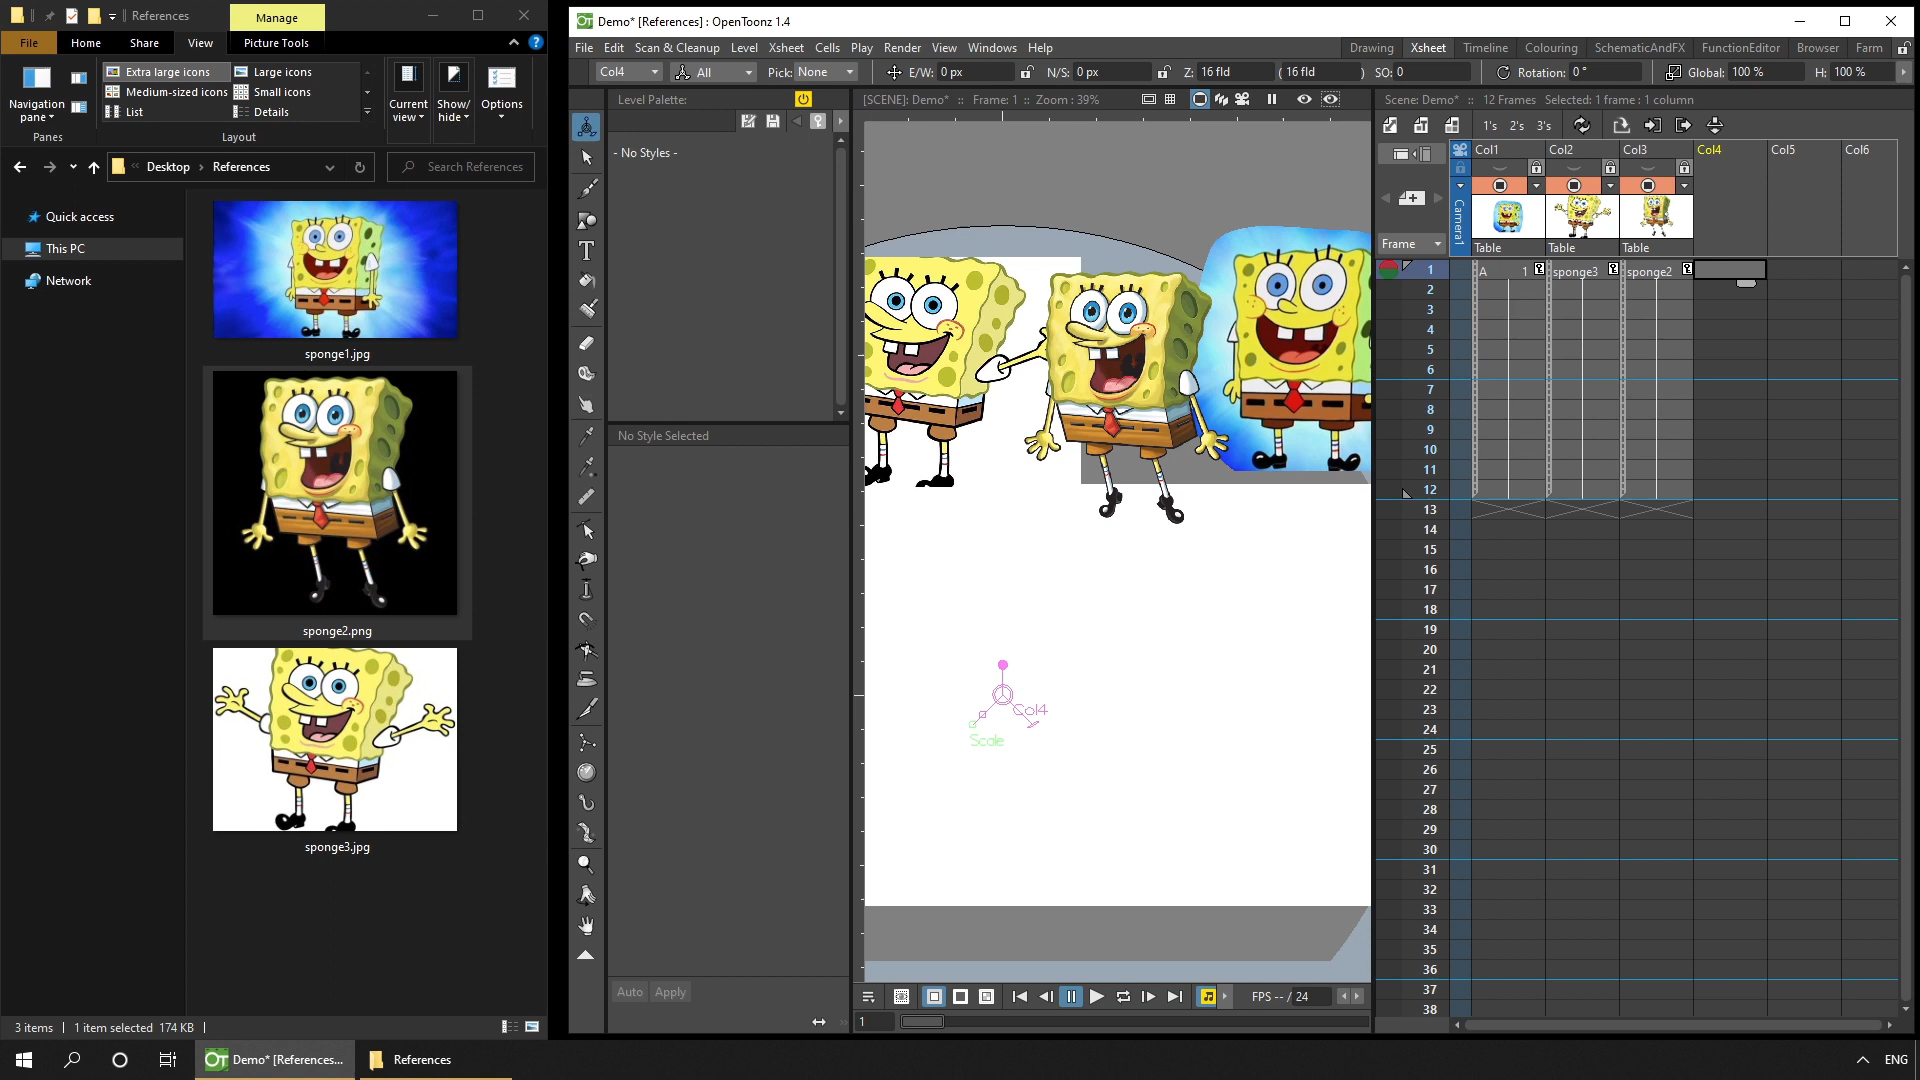 References
Manage
File
Home
Share
View
Picture Tools
Navigation pane
Extra large icons
Large icons
Medium-sized icons
Small icons
List
Details
Current view
Show/ hide
Options
Panes
Layout
Desktop
References
Search References
Quick access
This PC
Network
sponge1.jpg
sponge2.png
sponge3.jpg
3 items
1 item selected 174 KB
Demo* [References] : OpenToonz 1.4
File Edit Scan & Cleanup Level Xsheet Cells Play Render View Windows Help
Drawing Xsheet Timeline Colouring SchematicAndFX FunctionEditor Browser Farm
Col4
All
Pick: None
E/W: 0 px
N/S: 0 px
Z: 16 fld
( 16 fld )
SO: 0
Rotation: 0 °
Global: 100 %
H: 100 %
Level Palette:
- No Styles -
No Style Selected
Auto
Apply
[SCENE]: Demo* :: Frame: 1 :: Zoom : 39%
Col4
Scale
FPS -- / 24
1
Scene: Demo* :: 12 Frames Selected: 1 frame : 1 column
1's 2's 3's
Col1 Col2 Col3 Col4 Col5 Col6
Camera1
Frame
Table Table Table
1 A 1 sponge3 sponge2
2
3
4
5
6
7
8
9
10
11
12
13
14
15
16
17
18
19
20
21
22
23
24
25
26
27
28
29
30
31
32
33
34
35
36
37
38
OT Demo* [References...
References
ENG